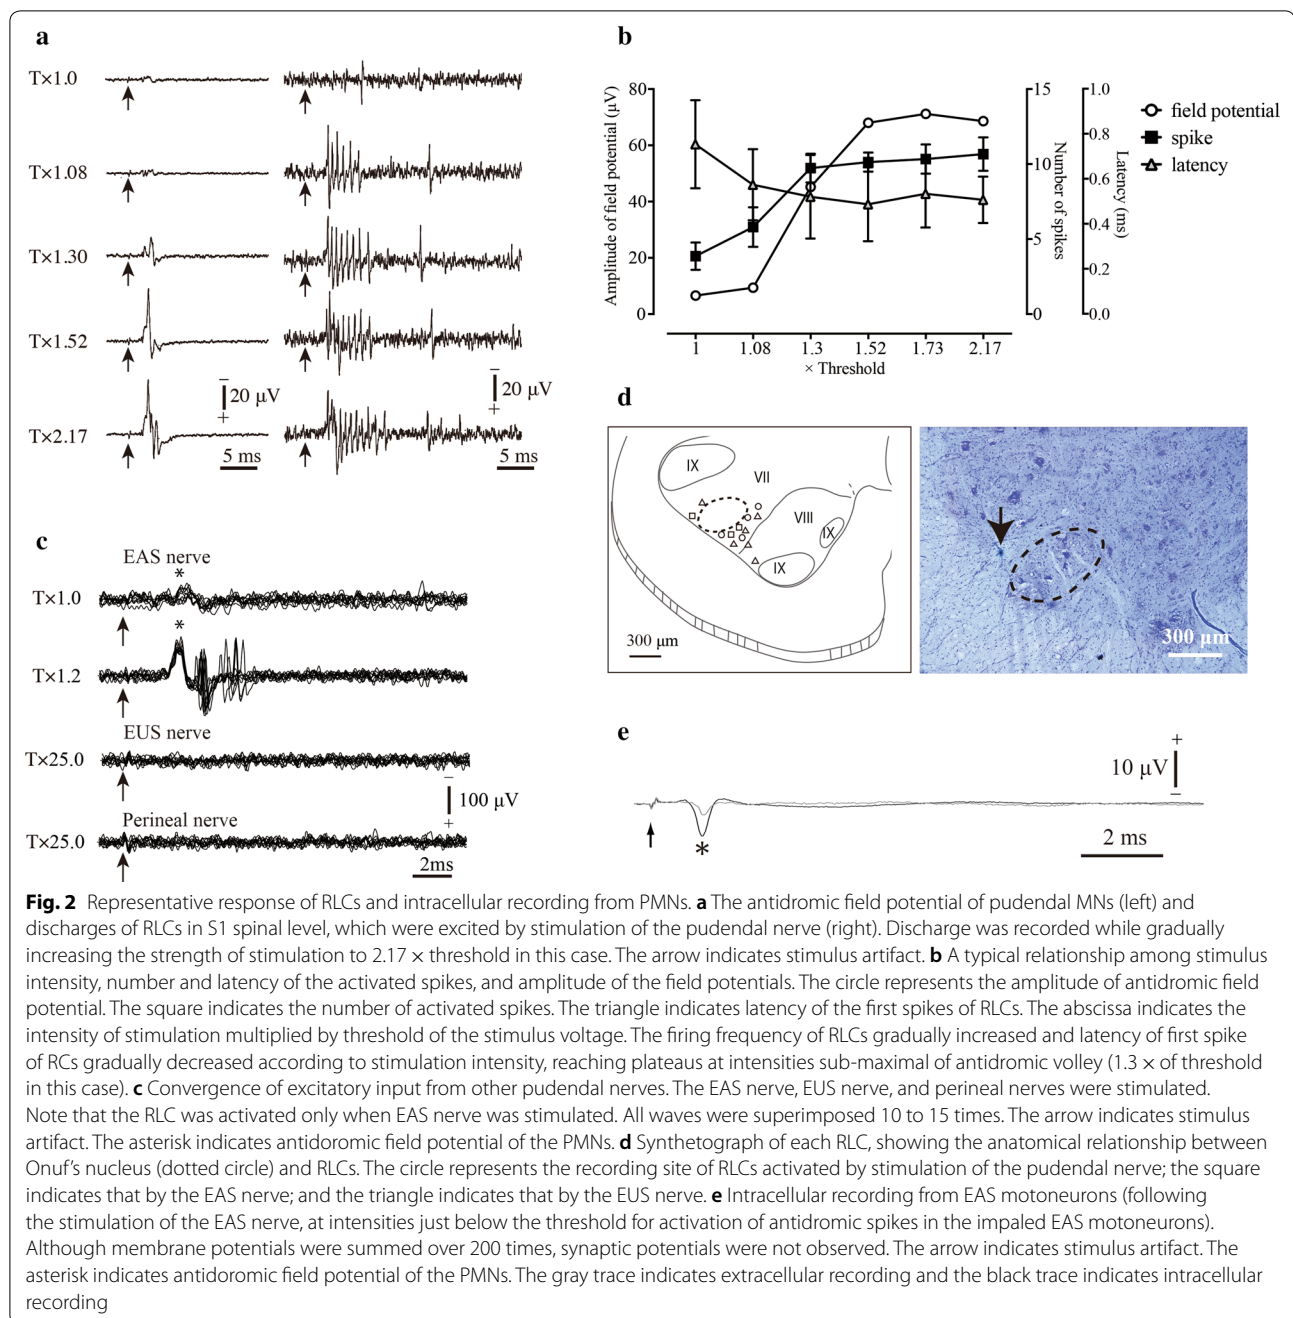 a
T×1.0
T×1.08
T×1.30
T×1.52
T×2.17
−
20 µV
+
5 ms
−
20 µV
+
5 ms
b
Amplitude of field potential (µV)
80
60
40
20
0
15
10
5
0
Number of spikes
1.0
0.8
0.6
0.4
0.2
0.0
Latency (ms)
field potential
spike
latency
1 1.08 1.3 1.52 1.73 2.17
× Threshold
c
EAS nerve
*
T×1.0
*
T×1.2
EUS nerve
T×25.0
−
100 µV
+
Perineal nerve
T×25.0
2ms
d
IX
VII
VIII
IX
IX
300 µm
300 µm
e
+
10 µV
−
*
2 ms
Fig. 2 Representative response of RLCs and intracellular recording from PMNs. a The antidromic field potential of pudendal MNs (left) and
discharges of RLCs in S1 spinal level, which were excited by stimulation of the pudendal nerve (right). Discharge was recorded while gradually
increasing the strength of stimulation to 2.17 × threshold in this case. The arrow indicates stimulus artifact. b A typical relationship among stimulus
intensity, number and latency of the activated spikes, and amplitude of the field potentials. The circle represents the amplitude of antidromic field
potential. The square indicates the number of activated spikes. The triangle indicates latency of the first spikes of RLCs. The abscissa indicates the
intensity of stimulation multiplied by threshold of the stimulus voltage. The firing frequency of RLCs gradually increased and latency of first spike
of RCs gradually decreased according to stimulation intensity, reaching plateaus at intensities sub-maximal of antidromic volley (1.3 × of threshold
in this case). c Convergence of excitatory input from other pudendal nerves. The EAS nerve, EUS nerve, and perineal nerves were stimulated.
Note that the RLC was activated only when EAS nerve was stimulated. All waves were superimposed 10 to 15 times. The arrow indicates stimulus
artifact. The asterisk indicates antidoromic field potential of the PMNs. d Synthetograph of each RLC, showing the anatomical relationship between
Onuf's nucleus (dotted circle) and RLCs. The circle represents the recording site of RLCs activated by stimulation of the pudendal nerve; the square
indicates that by the EAS nerve; and the triangle indicates that by the EUS nerve. e Intracellular recording from EAS motoneurons (following
the stimulation of the EAS nerve, at intensities just below the threshold for activation of antidromic spikes in the impaled EAS motoneurons).
Although membrane potentials were summed over 200 times, synaptic potentials were not observed. The arrow indicates stimulus artifact. The
asterisk indicates antidoromic field potential of the PMNs. The gray trace indicates extracellular recording and the black trace indicates intracellular
recording